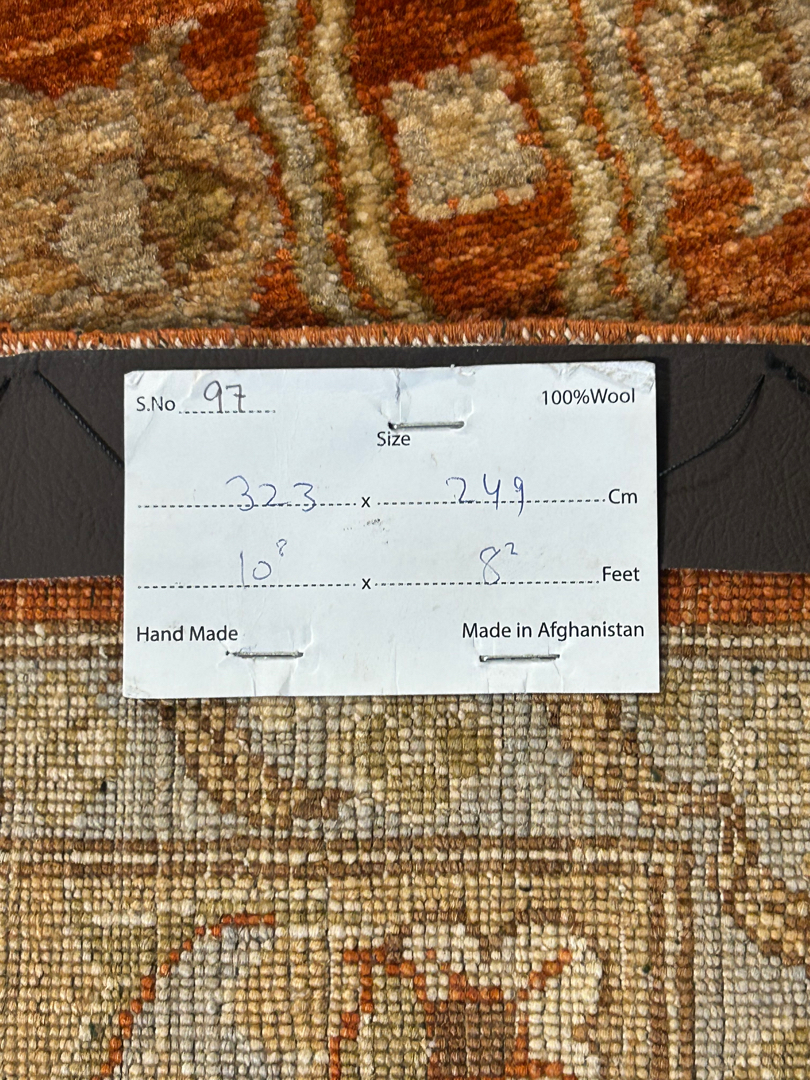 S.No 97 100%Wool
Size
323 x 249 Cm
10⁸ x 8² Feet
Hand Made Made in Afghanistan